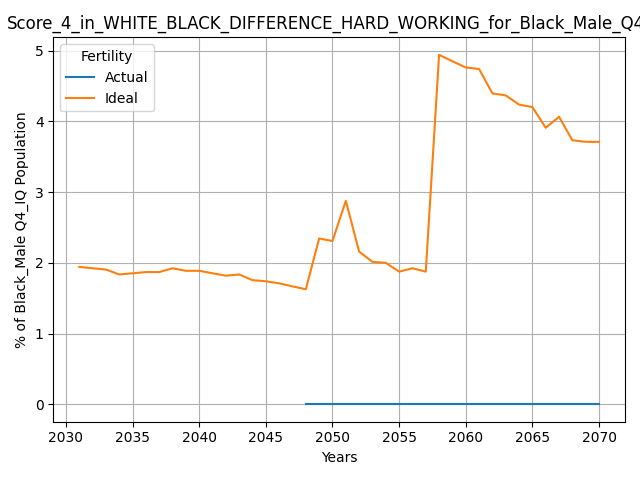 Score_4_in_WHITE_BLACK_DIFFERENCE_HARD_WORKING_for_Black_Male_Q4
Fertility
Actual
Ideal
% of Black_Male Q4_IQ Population
5
4
3
2
1
0
2030 2035 2040 2045 2050 2055 2060 2065 2070
Years